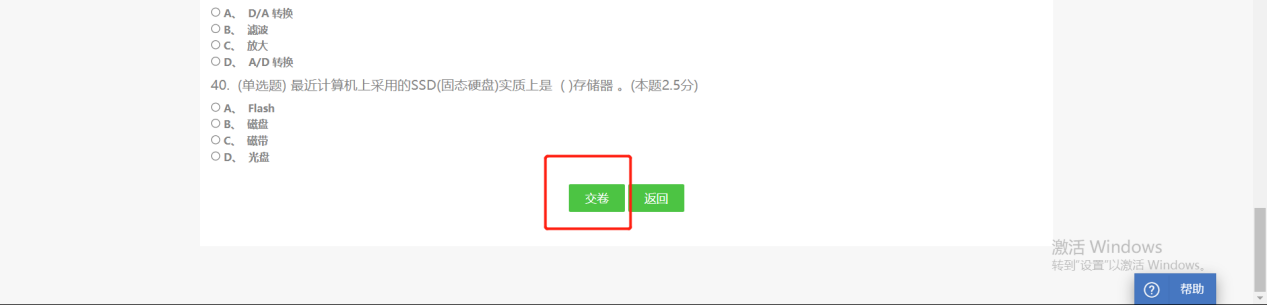 A、 D/A 转换
B、 滤波
C、 放大
D、 A/D 转换
40. (单选题) 最近计算机上采用的SSD(固态硬盘)实质上是 ( )存储器 。(本题2.5分)
A、 Flash
B、 磁盘
C、 磁带
D、 光盘
交卷 返回
激活 Windows
转到"设置"以激活 Windows。
帮助